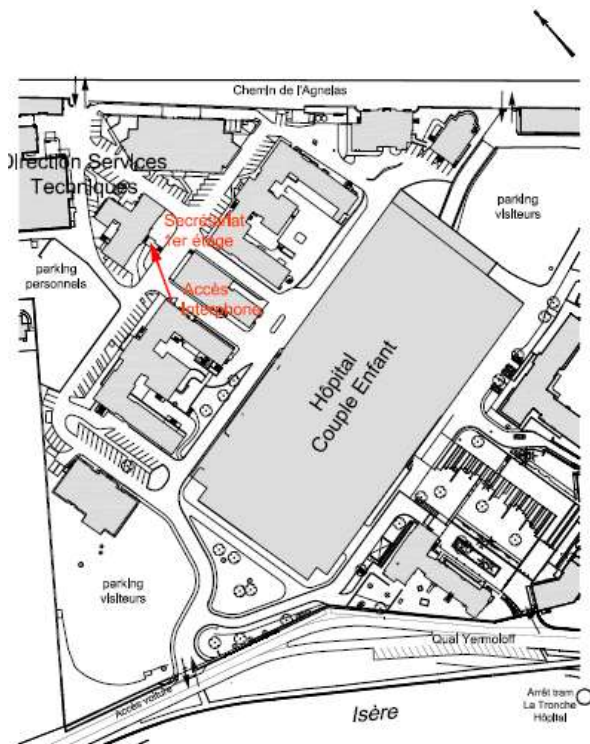 Chemin de l'Agnelas
Direction Services
Techniques
parking
visiteurs
Secrétariat
1er étage
parking
personnels
Accès
Interphone
Hôpital
Couple Enfant
parking
visiteurs
Quai Yermoloff
Accès voiture
Isère
Arrêt tram
La Tronche
Hôpital